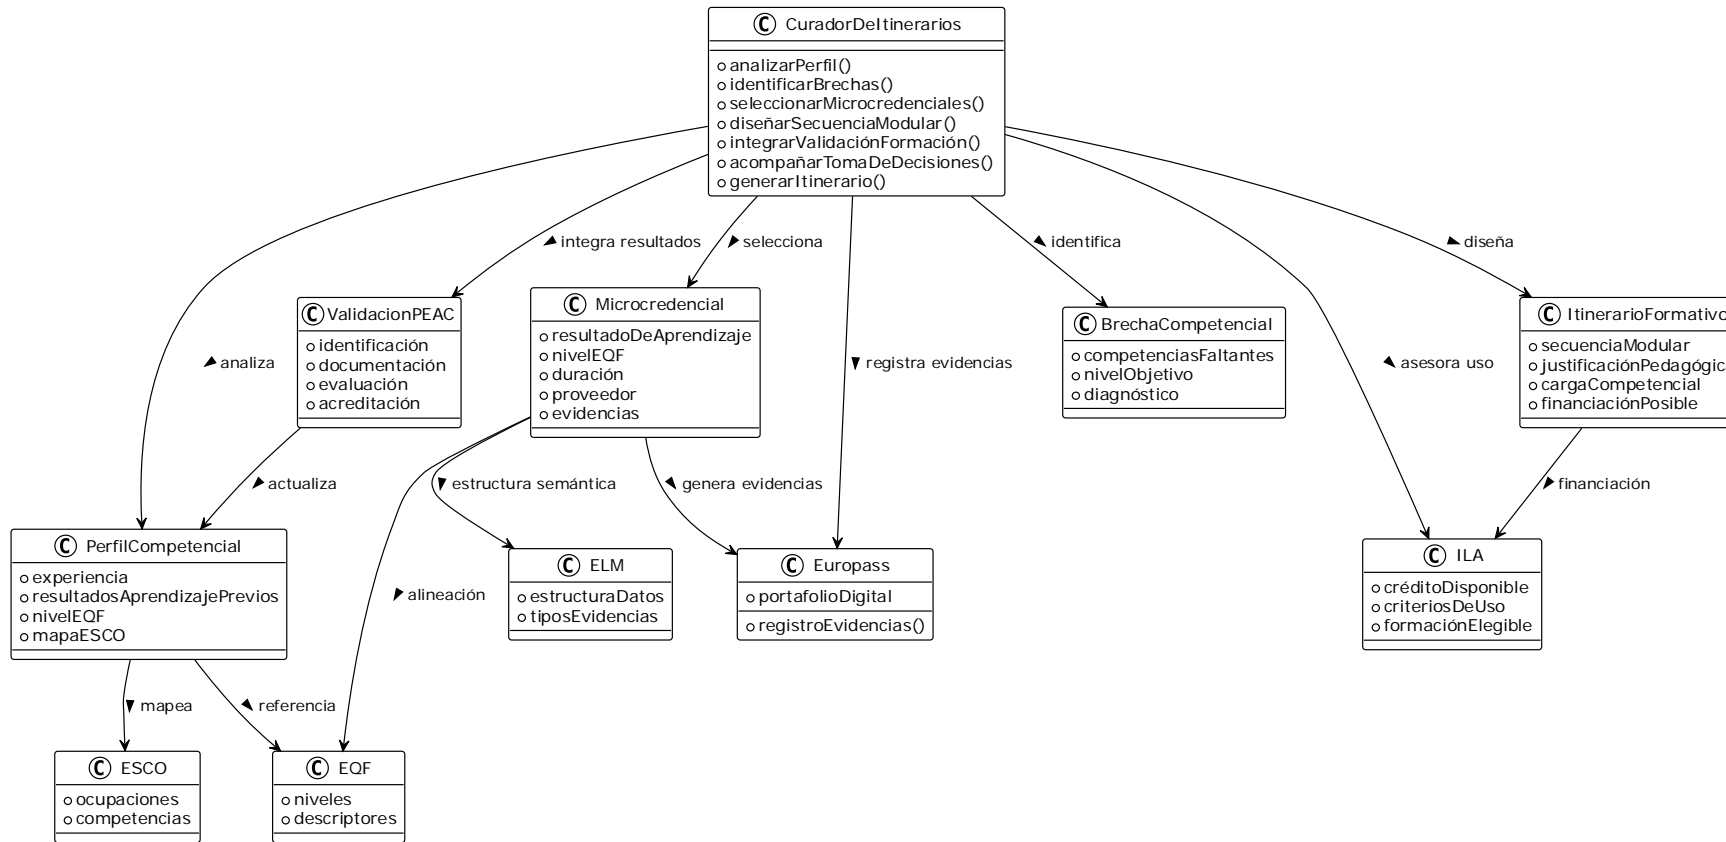 C CuradorDeItinerarios
analizarPerfil()
identificarBrechas()
seleccionarMicrocredenciales()
diseñarSecuenciaModular()
integrarValidaciónFormación()
acompañarTomaDeDecisiones()
generarItinerario()
integra resultados
selecciona
identifica
diseña
C ValidacionPEAC
identificación
documentación
evaluación
acreditación
C Microcredencial
resultadoDeAprendizaje
nivelEQF
duración
proveedor
evidencias
C BrechaCompetencial
competenciasFaltantes
nivelObjetivo
diagnóstico
C ItinerarioFormativo
secuenciaModular
justificaciónPedagógica
cargaCompetencial
financiaciónPosible
analiza
registra evidencias
asesora uso
actualiza
estructura semántica
genera evidencias
financiación
C PerfilCompetencial
experiencia
resultadosAprendizajePrevios
nivelEQF
mapaESCO
alineación
C ELM
estructuraDatos
tiposEvidencias
C Europass
portafolioDigital
registroEvidencias()
C ILA
créditoDisponible
criteriosDeUso
formaciónElegible
mapea
referencia
C ESCO
ocupaciones
competencias
C EQF
niveles
descriptores